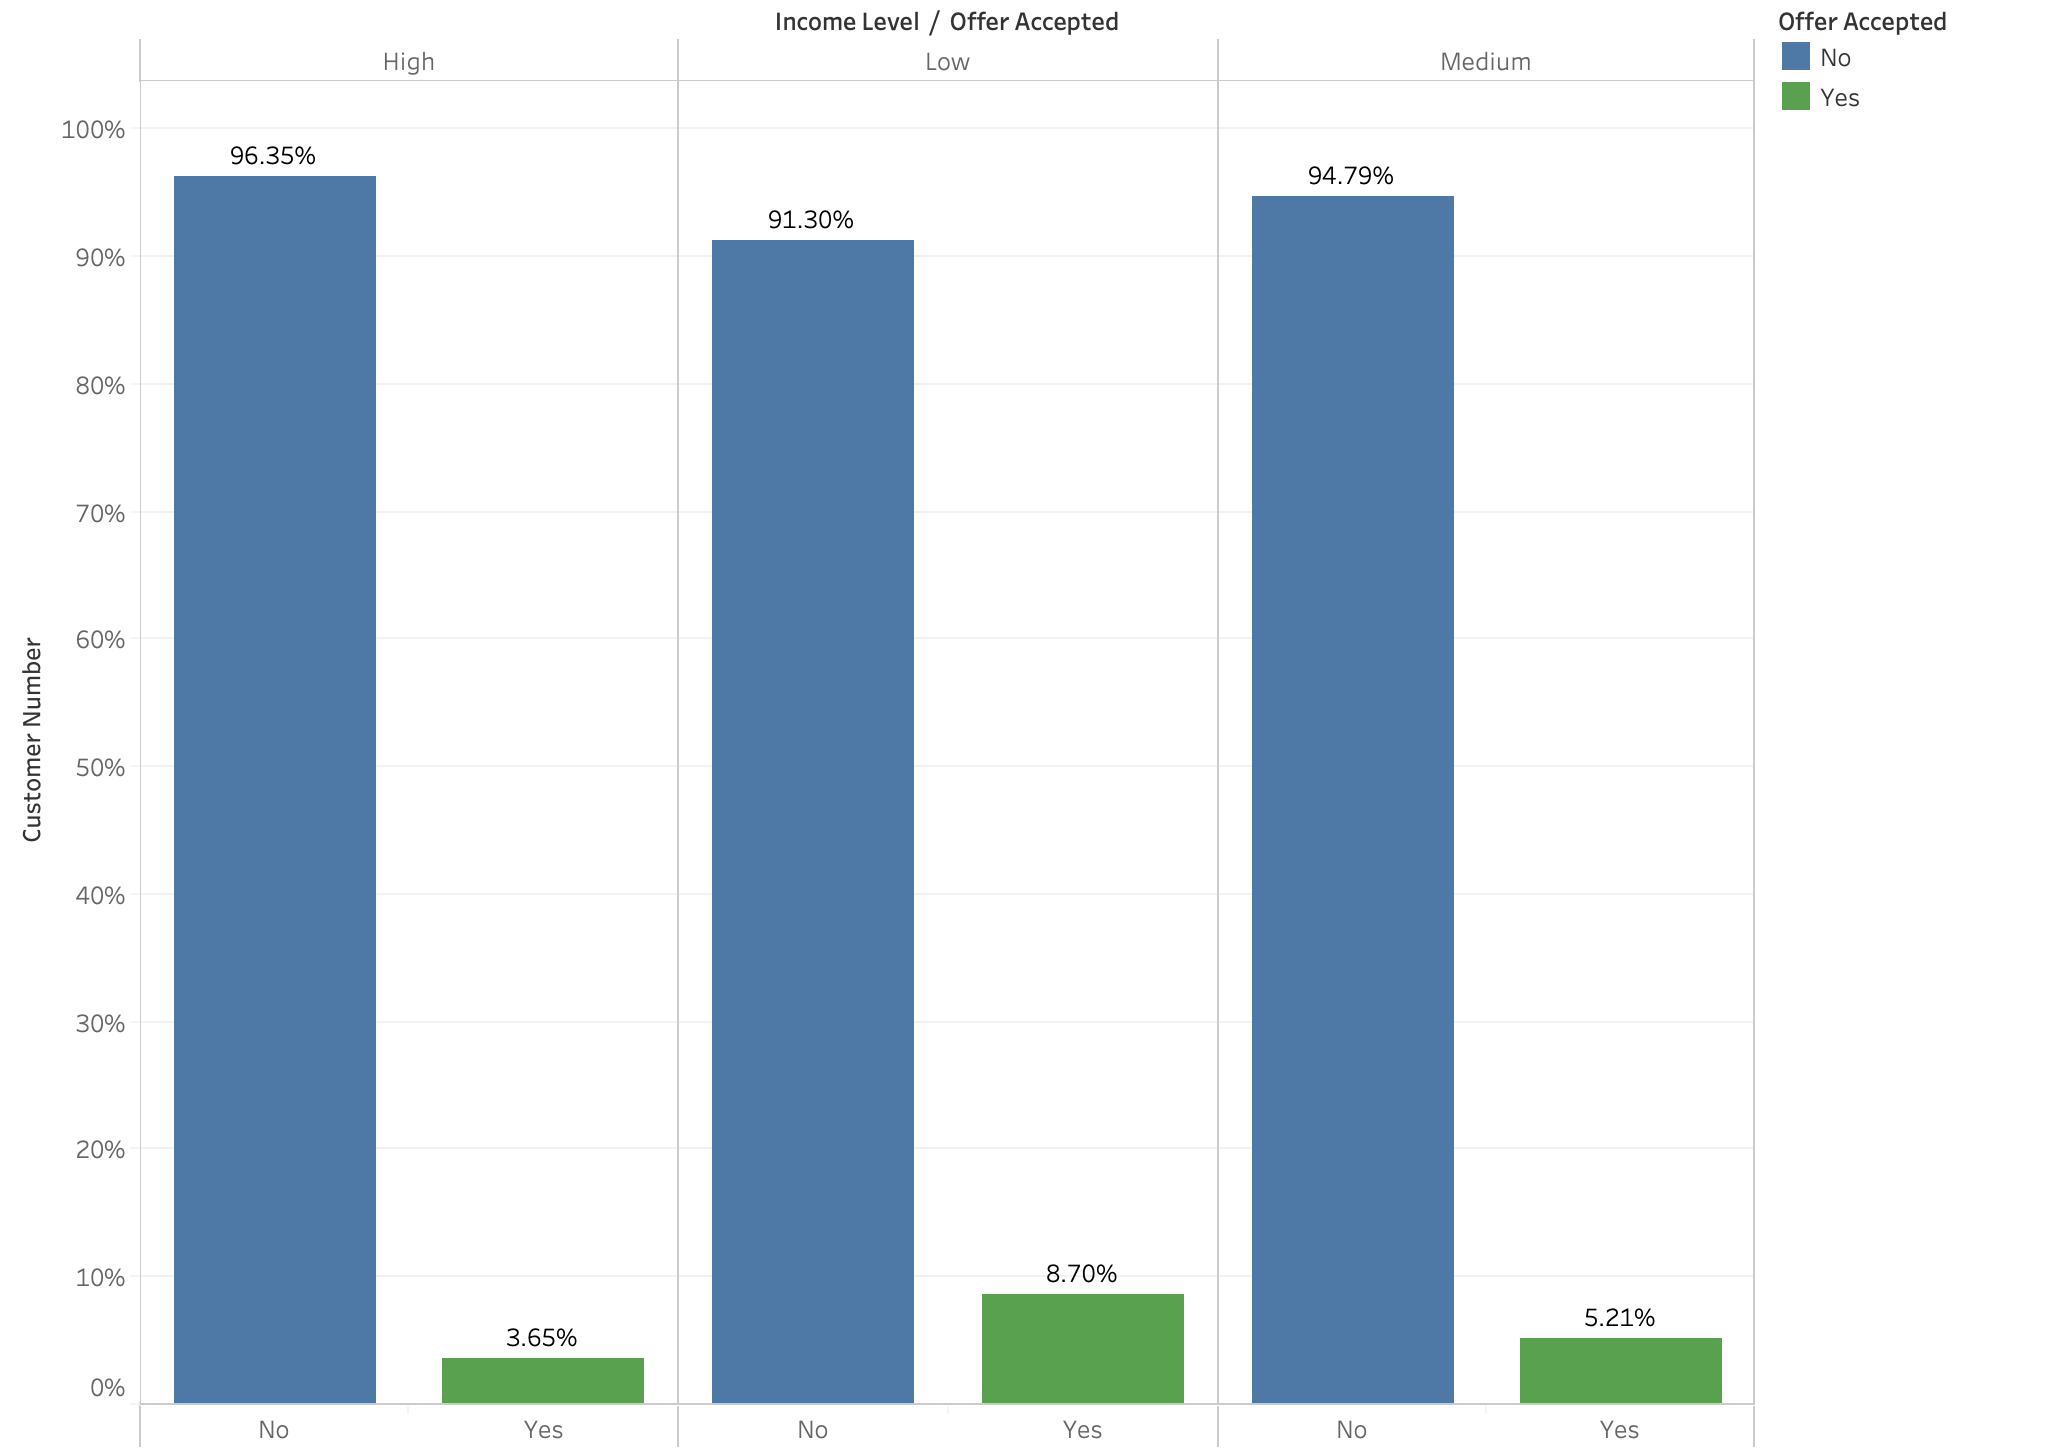 Income Level / Offer Accepted
High Low Medium
Offer Accepted
No
Yes
Customer Number
100%
90%
80%
70%
60%
50%
40%
30%
20%
10%
0%
96.35%
3.65%
91.30%
8.70%
94.79%
5.21%
No Yes No Yes No Yes